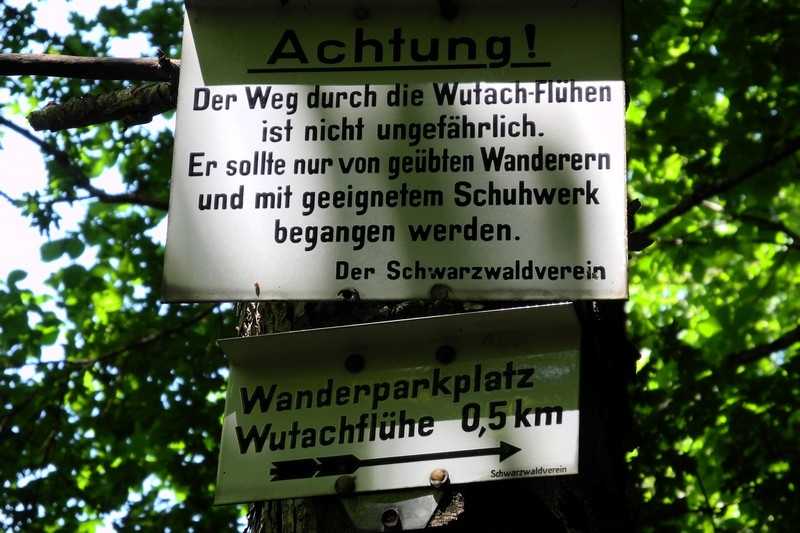 Achtung!
Der Weg durch die Wutach-Flühen
ist nicht ungefährlich.
Er sollte nur von geübten Wanderern
und mit geeignetem Schuhwerk
begangen werden.
Der Schwarzwaldverein
Wanderparkplatz
Wutachflühe 0,5 km
Schwarzwaldverein